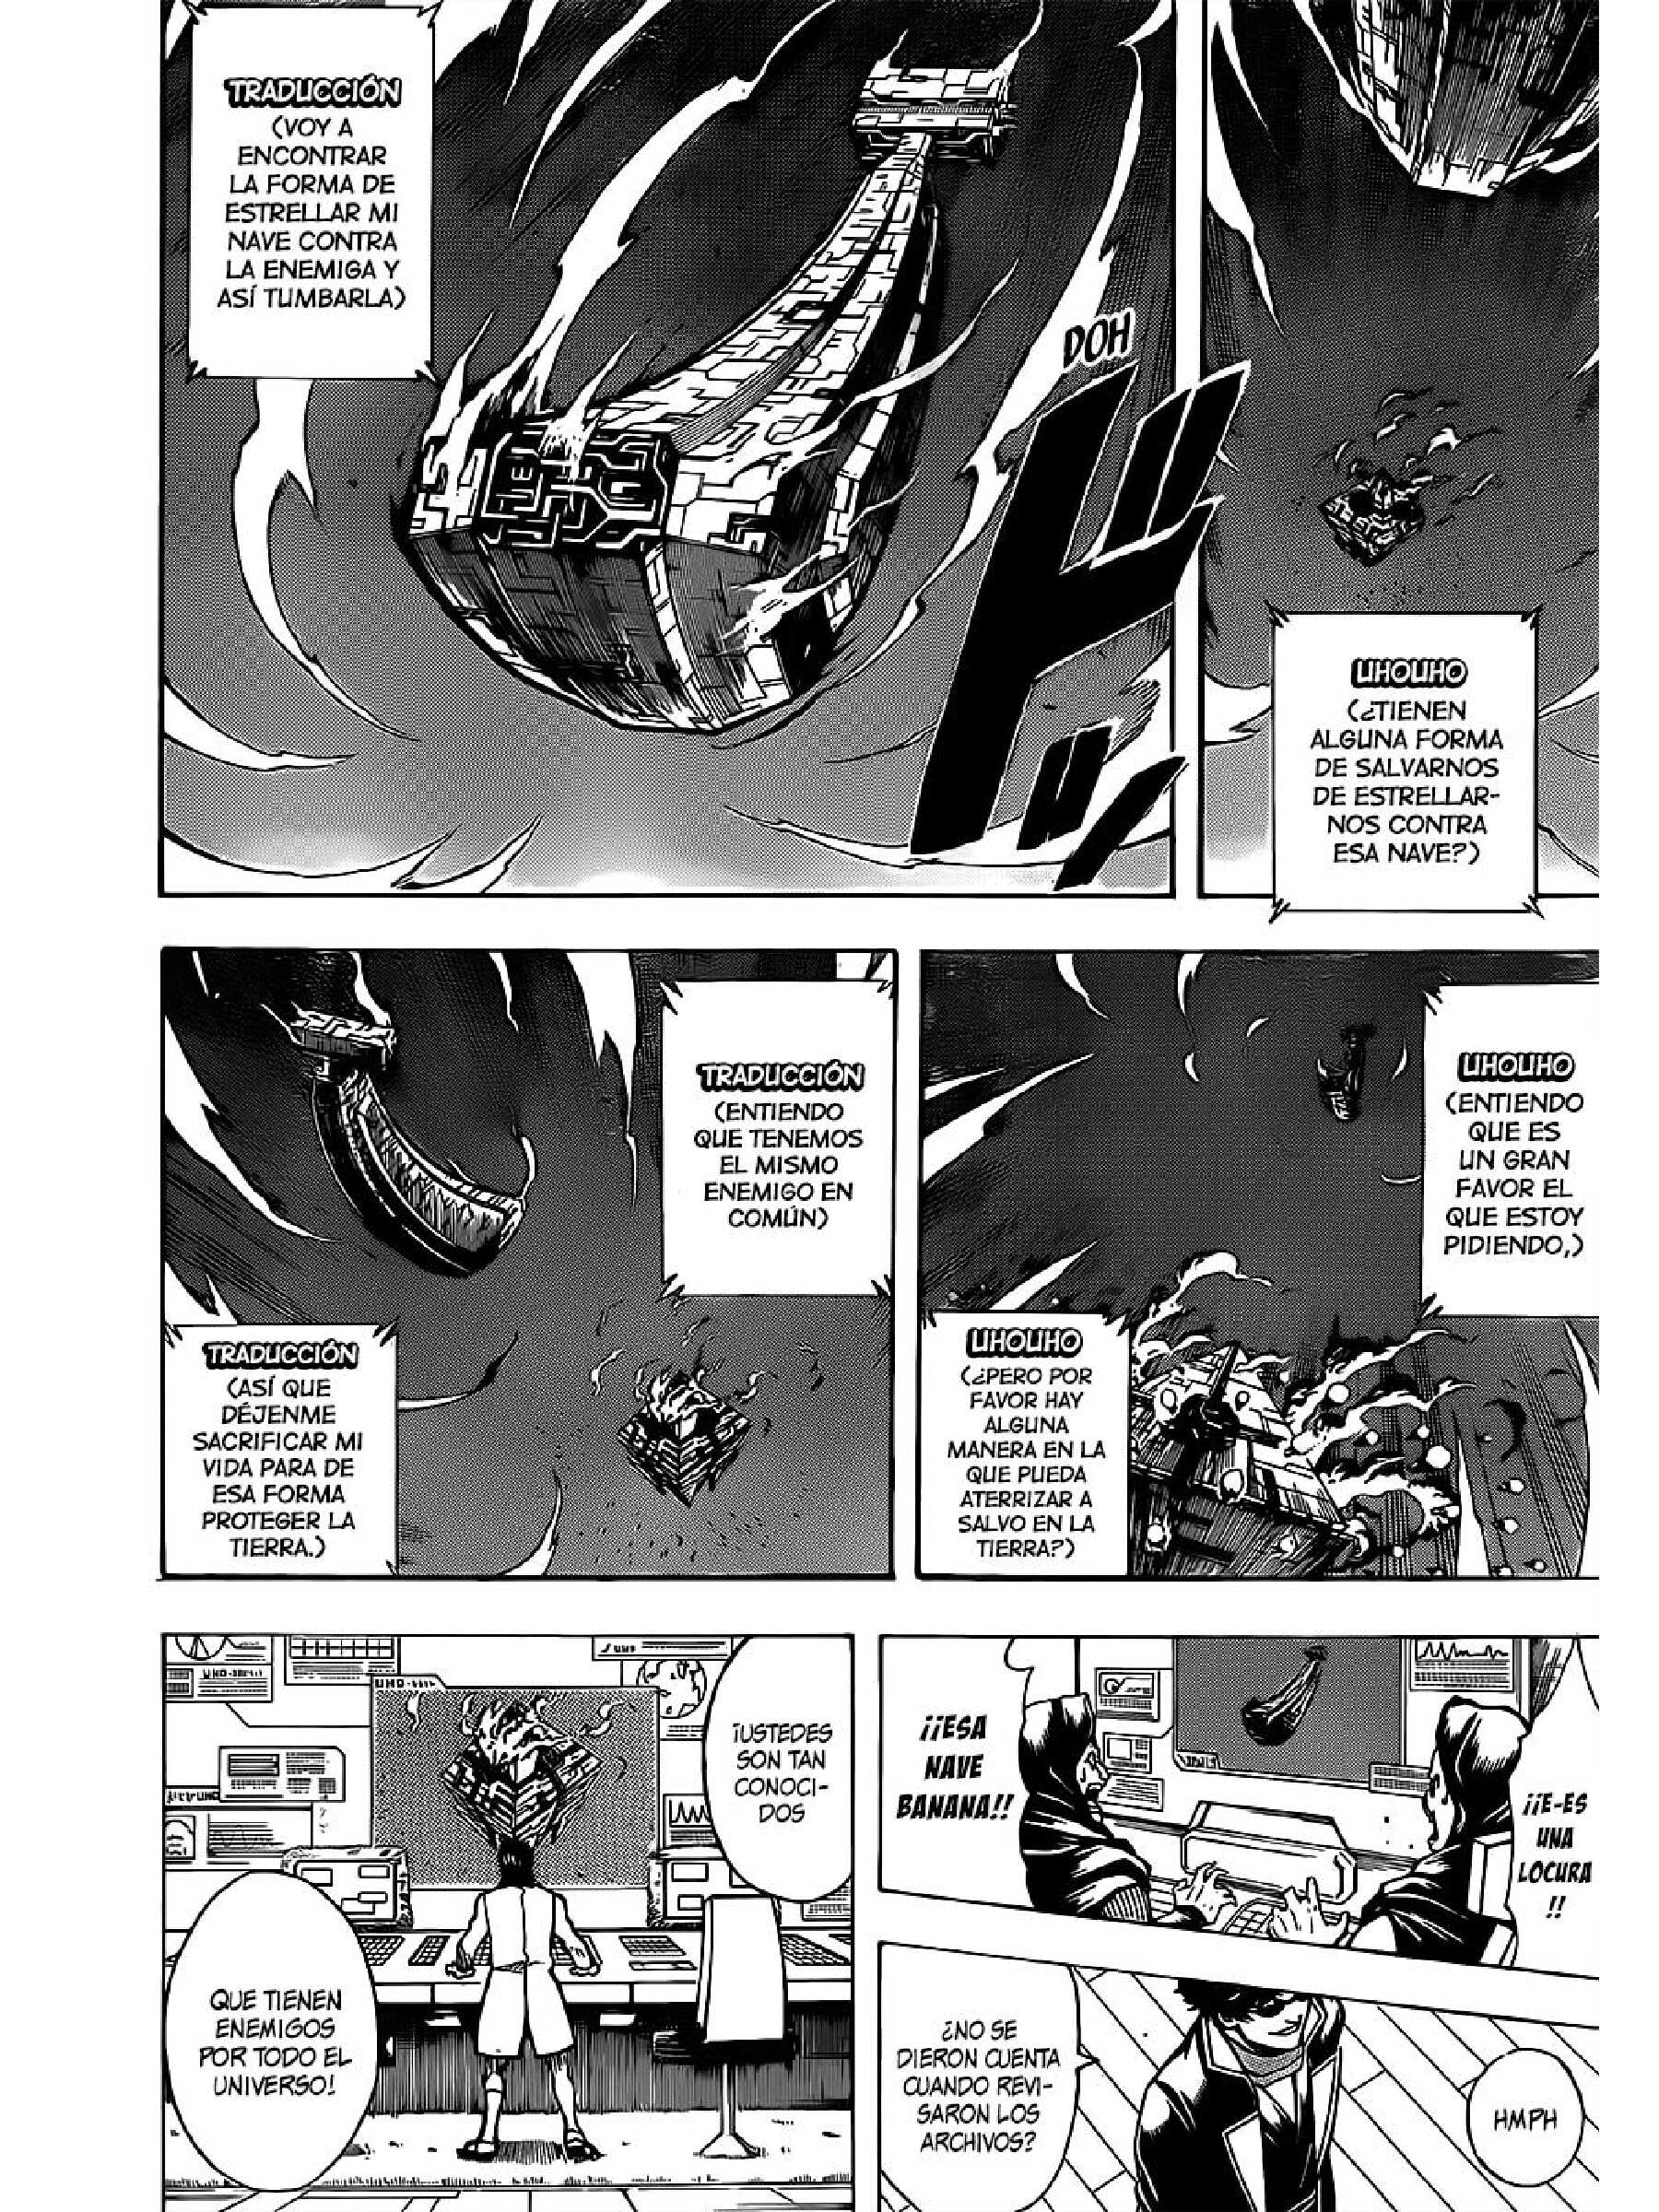 UHOUHO
(¿TIENEN
ALGUNA FORMA
DE SALVARNOS
DE ESTRELLAR-
NOS CONTRA
ESA NAVE?)
DOH
ドドッ
TRADUCCIÓN
(VOY A
ENCONTRAR
LA FORMA DE
ESTRELLAR MI
NAVE CONTRA
LA ENEMIGA Y
ASÍ TUMBARLA)
UHOUHO
(ENTIENDO
QUE ES
UN GRAN
FAVOR EL
QUE ESTOY
PIDIENDO,)
UHOUHO
(¿PERO POR
FAVOR HAY
ALGUNA
MANERA EN LA
QUE PUEDA
ATERRIZAR A
SALVO EN LA
TIERRA?)
TRADUCCIÓN
(ENTIENDO
QUE TENEMOS
EL MISMO
ENEMIGO EN
COMÚN)
TRADUCCIÓN
(ASÍ QUE
DÉJENME
SACRIFICAR MI
VIDA PARA DE
ESA FORMA
PROTEGER LA
TIERRA.)
¡¡E-ES
UNA
LOCURA
!!
¡¡ESA
NAVE
BANANA!!
HMPH
¿NO SE
DIERON CUENTA
CUANDO REVI-
SARON LOS
ARCHIVOS?
¡USTEDES
SON TAN
CONOCI-
DOS
QUE TIENEN
ENEMIGOS
POR TODO EL
UNIVERSO!